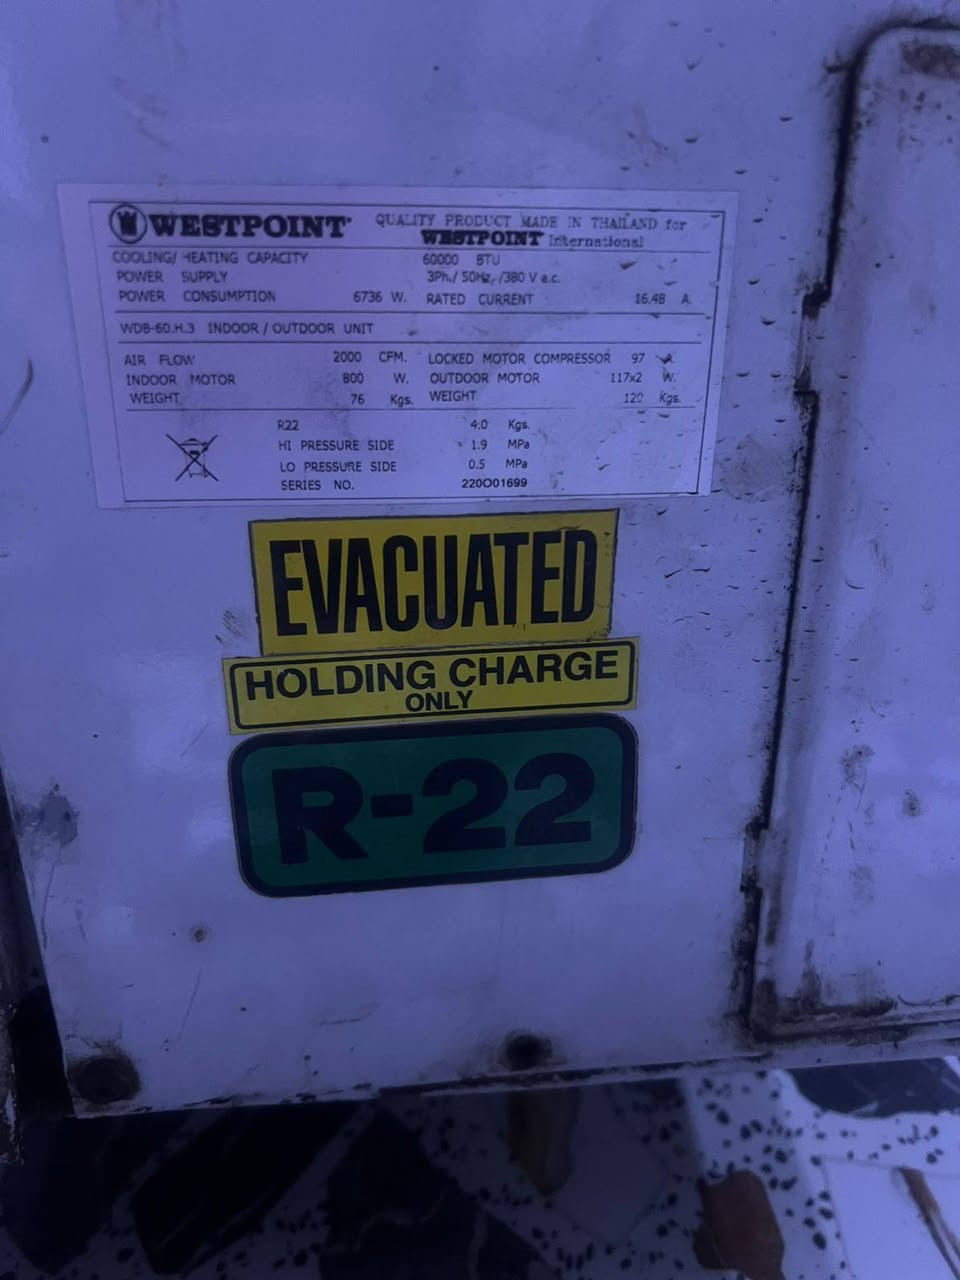 WESTPOINT QUALITY PRODUCT MADE IN THAILAND for
WESTPOINT International
COOLING/ HEATING CAPACITY 60000 BTU
POWER SUPPLY 3Ph./ 50Hz. /380 V a.c.
POWER CONSUMPTION 6736 W. RATED CURRENT 16.48 A.
WDB-60.H.3 INDOOR / OUTDOOR UNIT
AIR FLOW 2000 CFM. LOCKED MOTOR COMPRESSOR 97 A.
INDOOR MOTOR 800 W. OUTDOOR MOTOR 117x2 W.
WEIGHT 76 Kgs. WEIGHT 120 Kgs.
R22 4.0 Kgs.
HI PRESSURE SIDE 1.9 MPa
LO PRESSURE SIDE 0.5 MPa
SERIES NO. 220O01699
EVACUATED
HOLDING CHARGE
ONLY
R-22